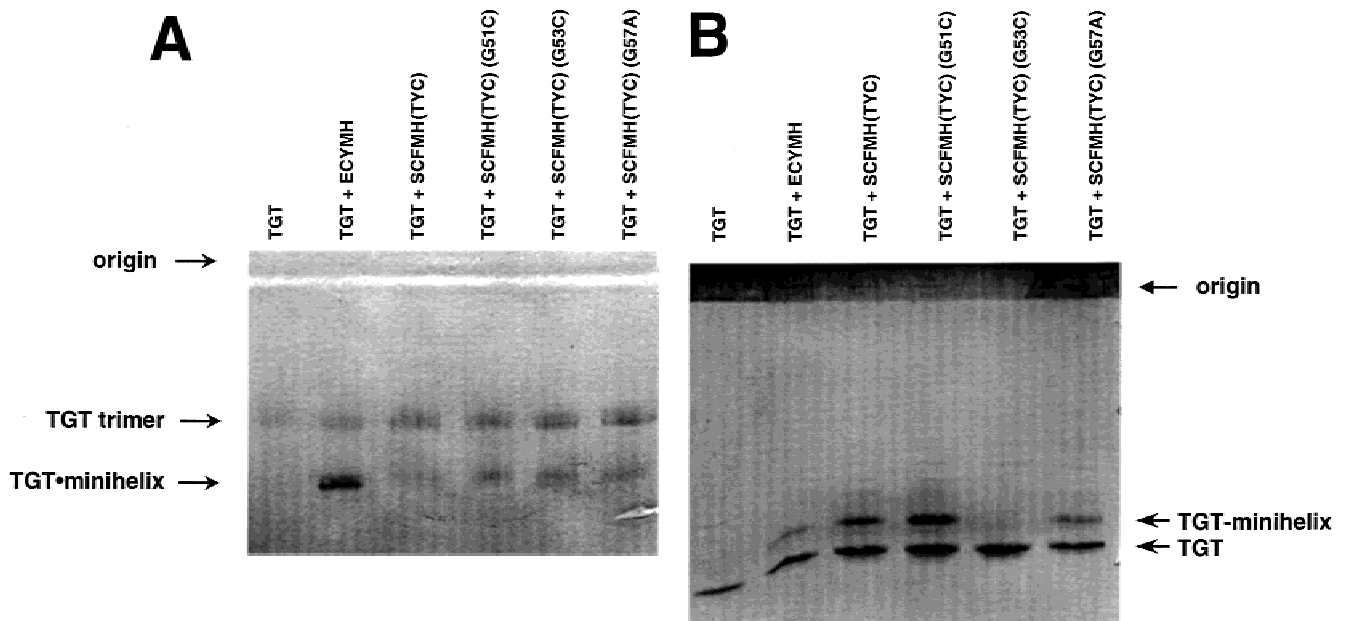 A
TGT
TGT + ECYMH
TGT + SCFMH(TYC)
TGT + SCFMH(TYC) (G51C)
TGT + SCFMH(TYC) (G53C)
TGT + SCFMH(TYC) (G57A)
origin
TGT trimer
TGT•minihelix
B
TGT
TGT + ECYMH
TGT + SCFMH(TYC)
TGT + SCFMH(TYC) (G51C)
TGT + SCFMH(TYC) (G53C)
TGT + SCFMH(TYC) (G57A)
origin
TGT-minihelix
TGT